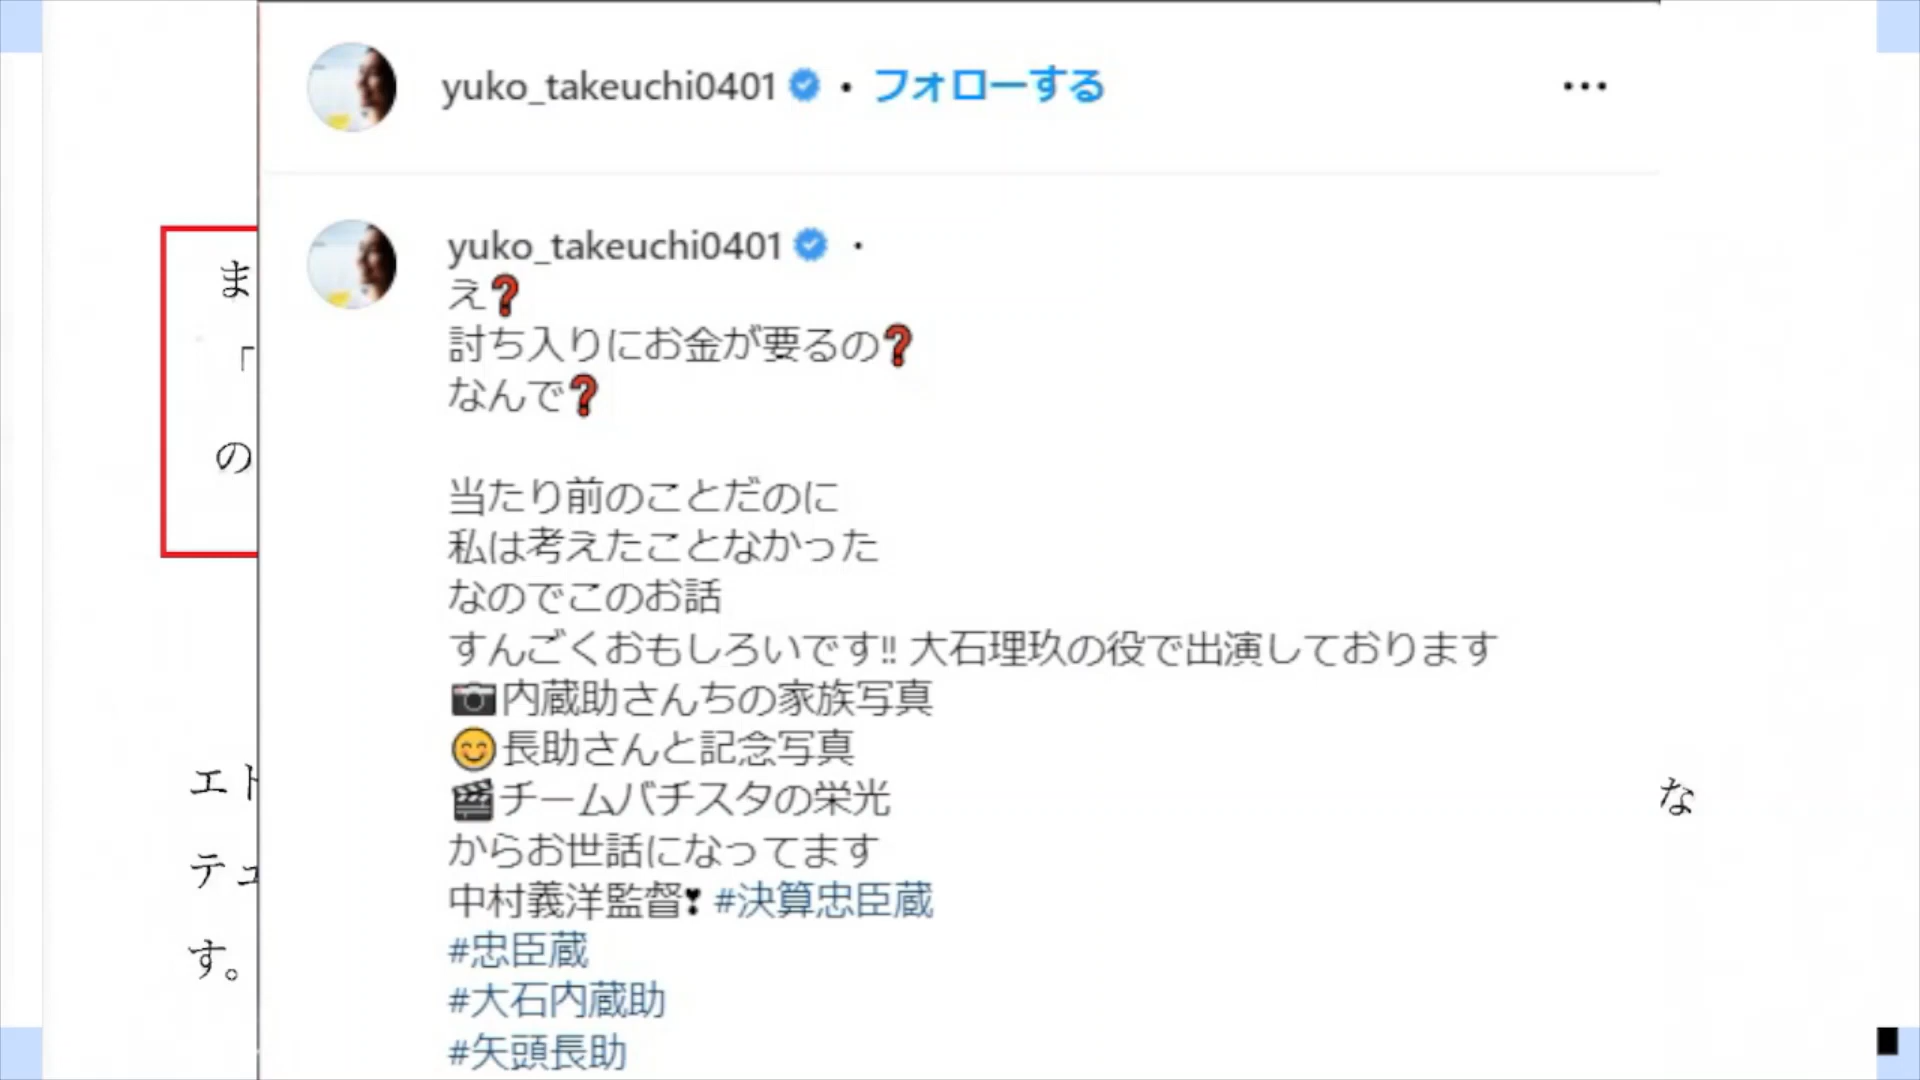 yuko_takeuchi0401 • フォローする •••
yuko_takeuchi0401 •
え❓
討ち入りにお金が要るの❓
なんで❓
当たり前のことだのに
私は考えたことなかった
なのでこのお話
すんごくおもしろいです‼ 大石理玖の役で出演しております
📷内蔵助さんちの家族写真
😊長助さんと記念写真
🎬チームバチスタの栄光
からお世話になってます
中村義洋監督❣ #決算忠臣蔵
#忠臣蔵
#大石内蔵助
#矢頭長助
ま
「
の
エト
テュ
す。
な